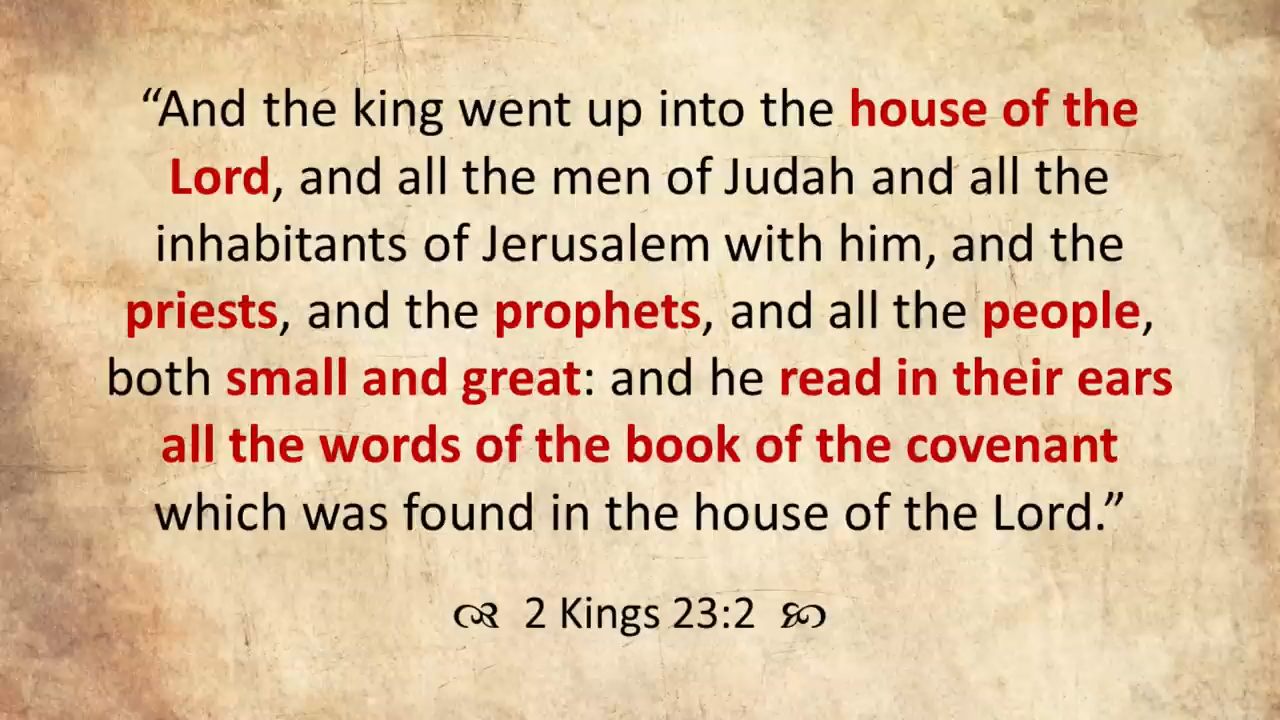 “And the king went up into the house of the
Lord, and all the men of Judah and all the
inhabitants of Jerusalem with him, and the
priests, and the prophets, and all the people,
both small and great: and he read in their ears
all the words of the book of the covenant
which was found in the house of the Lord.”
2 Kings 23:2